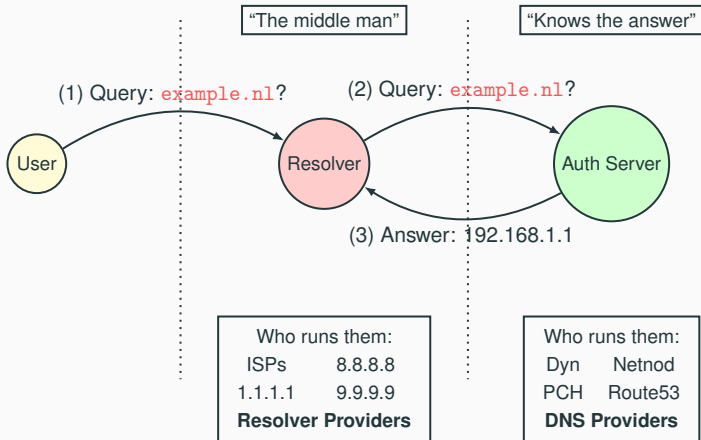 “The middle man”
“Knows the answer”
(1) Query: example.nl?
(2) Query: example.nl?
User
Resolver
Auth Server
(3) Answer: 192.168.1.1
Who runs them:
ISPs 8.8.8.8
1.1.1.1 9.9.9.9
Resolver Providers
Who runs them:
Dyn Netnod
PCH Route53
DNS Providers